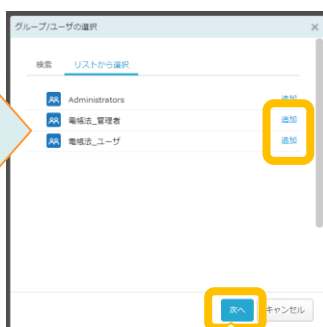 グループ/ユーザの選択 ×
検索 リストから選択
Administrators 追加
電帳法_管理者 追加
電帳法_ユーザ 追加
次へ キャンセル